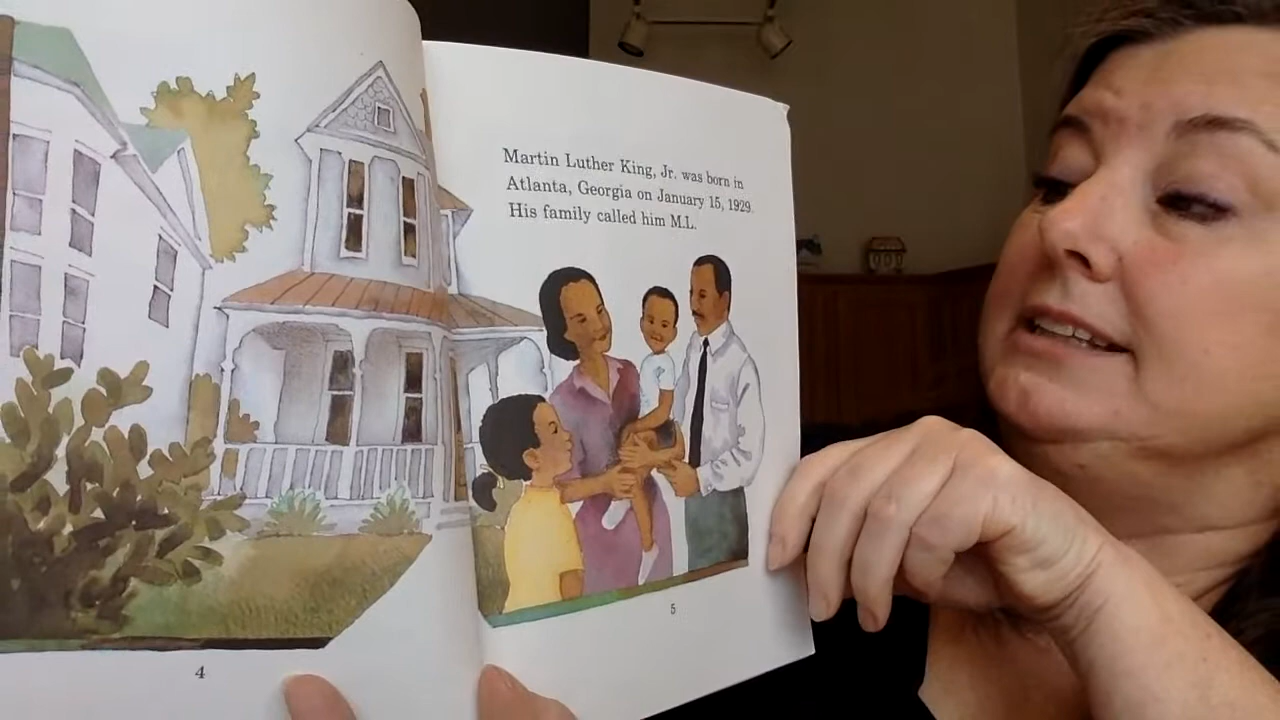 Martin Luther King, Jr. was born in
Atlanta, Georgia on January 15, 1929.
His family called him M.L.
4
5